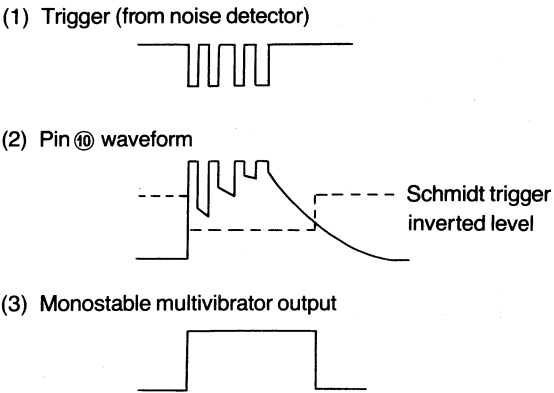 (1) Trigger (from noise detector)
(2) Pin ⑩ waveform
Schmidt trigger
inverted level
(3) Monostable multivibrator output